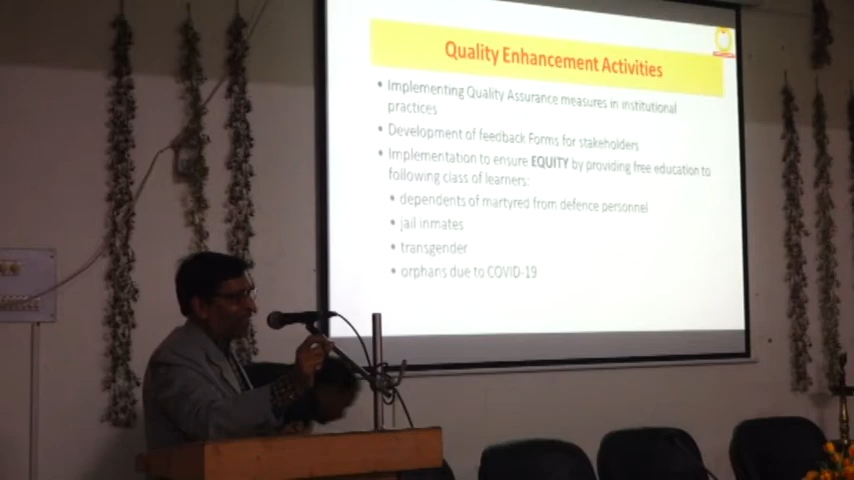 Quality Enhancement Activities
• Implementing Quality Assurance measures in institutional
practices
• Development of feedback Forms for stakeholders
• Implementation to ensure EQUITY by providing free education to
following class of learners:
• dependents of martyred from defence personnel
• jail inmates
• transgender
• orphans due to COVID-19